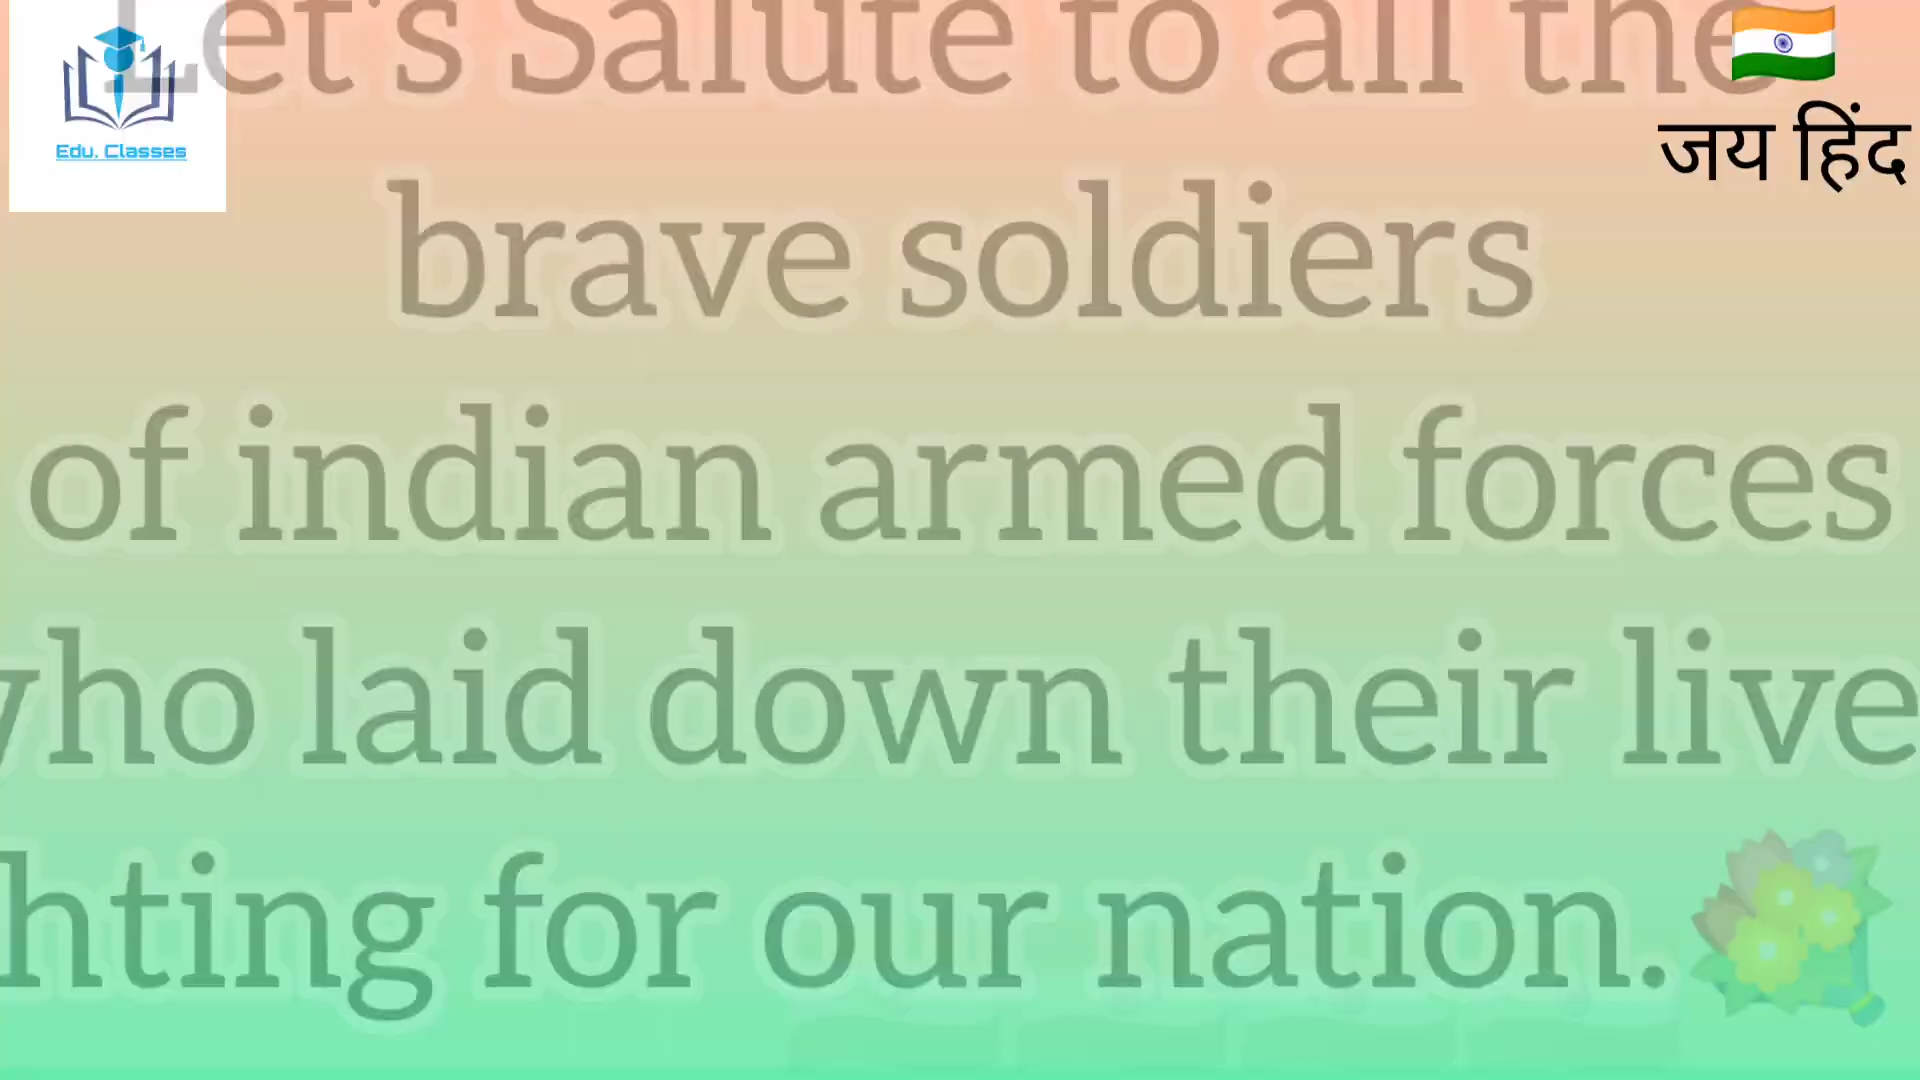 Let's Salute to all the
Edu. Classes
जय हिंद
brave soldiers
of indian armed forces
who laid down their live
hting for our nation.